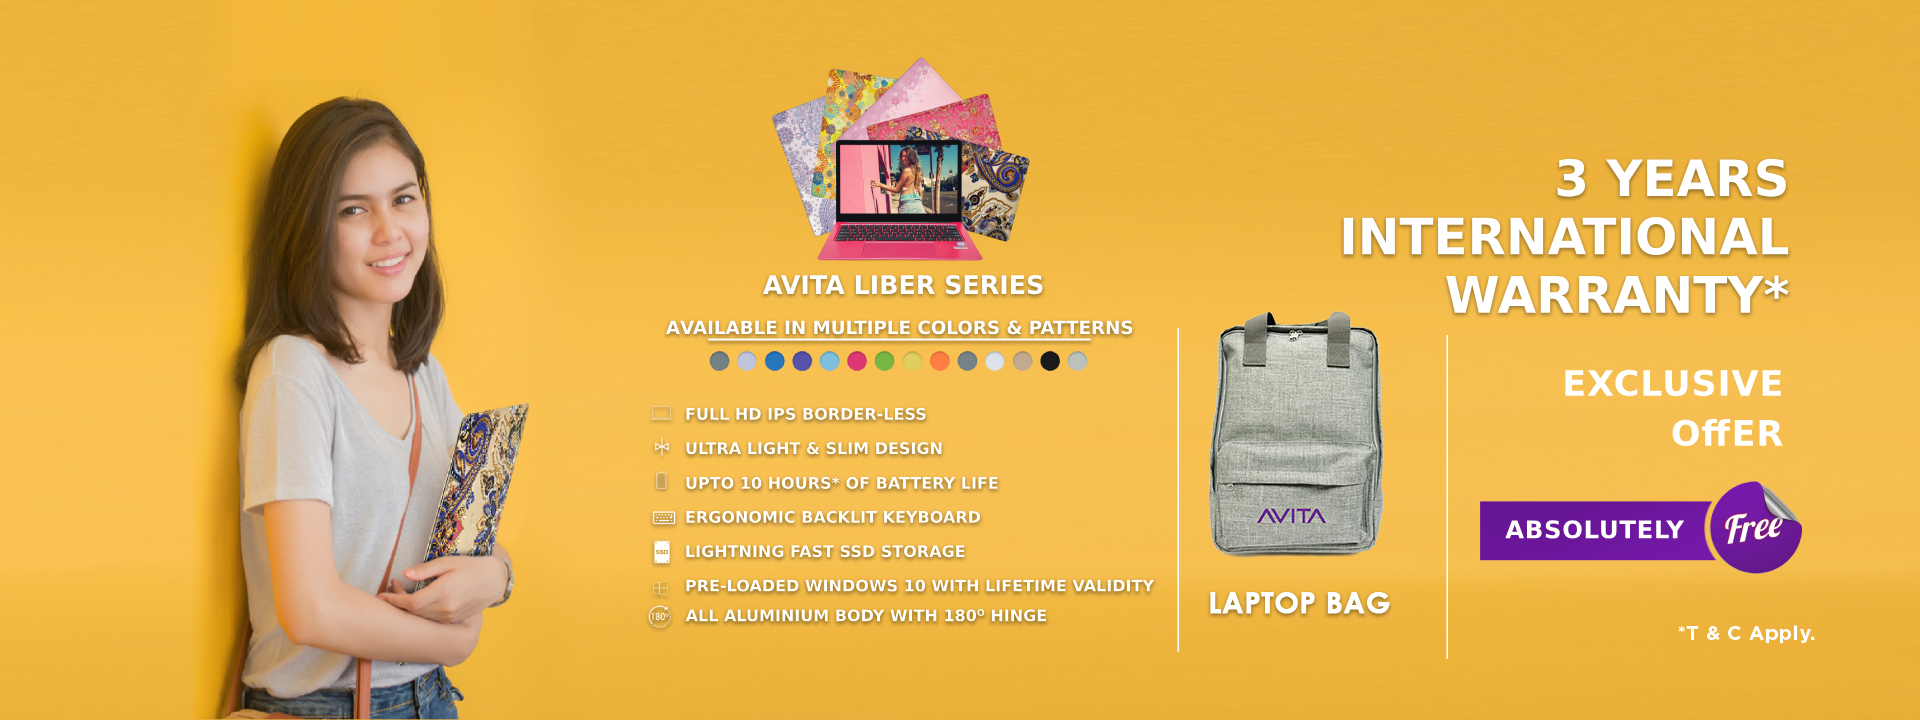 AVITA LIBER SERIES
AVAILABLE IN MULTIPLE COLORS & PATTERNS
FULL HD IPS BORDER-LESS
ULTRA LIGHT & SLIM DESIGN
UPTO 10 HOURS* OF BATTERY LIFE
ERGONOMIC BACKLIT KEYBOARD
SSD
LIGHTNING FAST SSD STORAGE
PRE-LOADED WINDOWS 10 WITH LIFETIME VALIDITY
180°
ALL ALUMINIUM BODY WITH 180º HINGE
AVITA
LAPTOP BAG
3 YEARS
INTERNATIONAL
WARRANTY*
EXCLUSIVE
OffER
ABSOLUTELY Free
*T & C Apply.